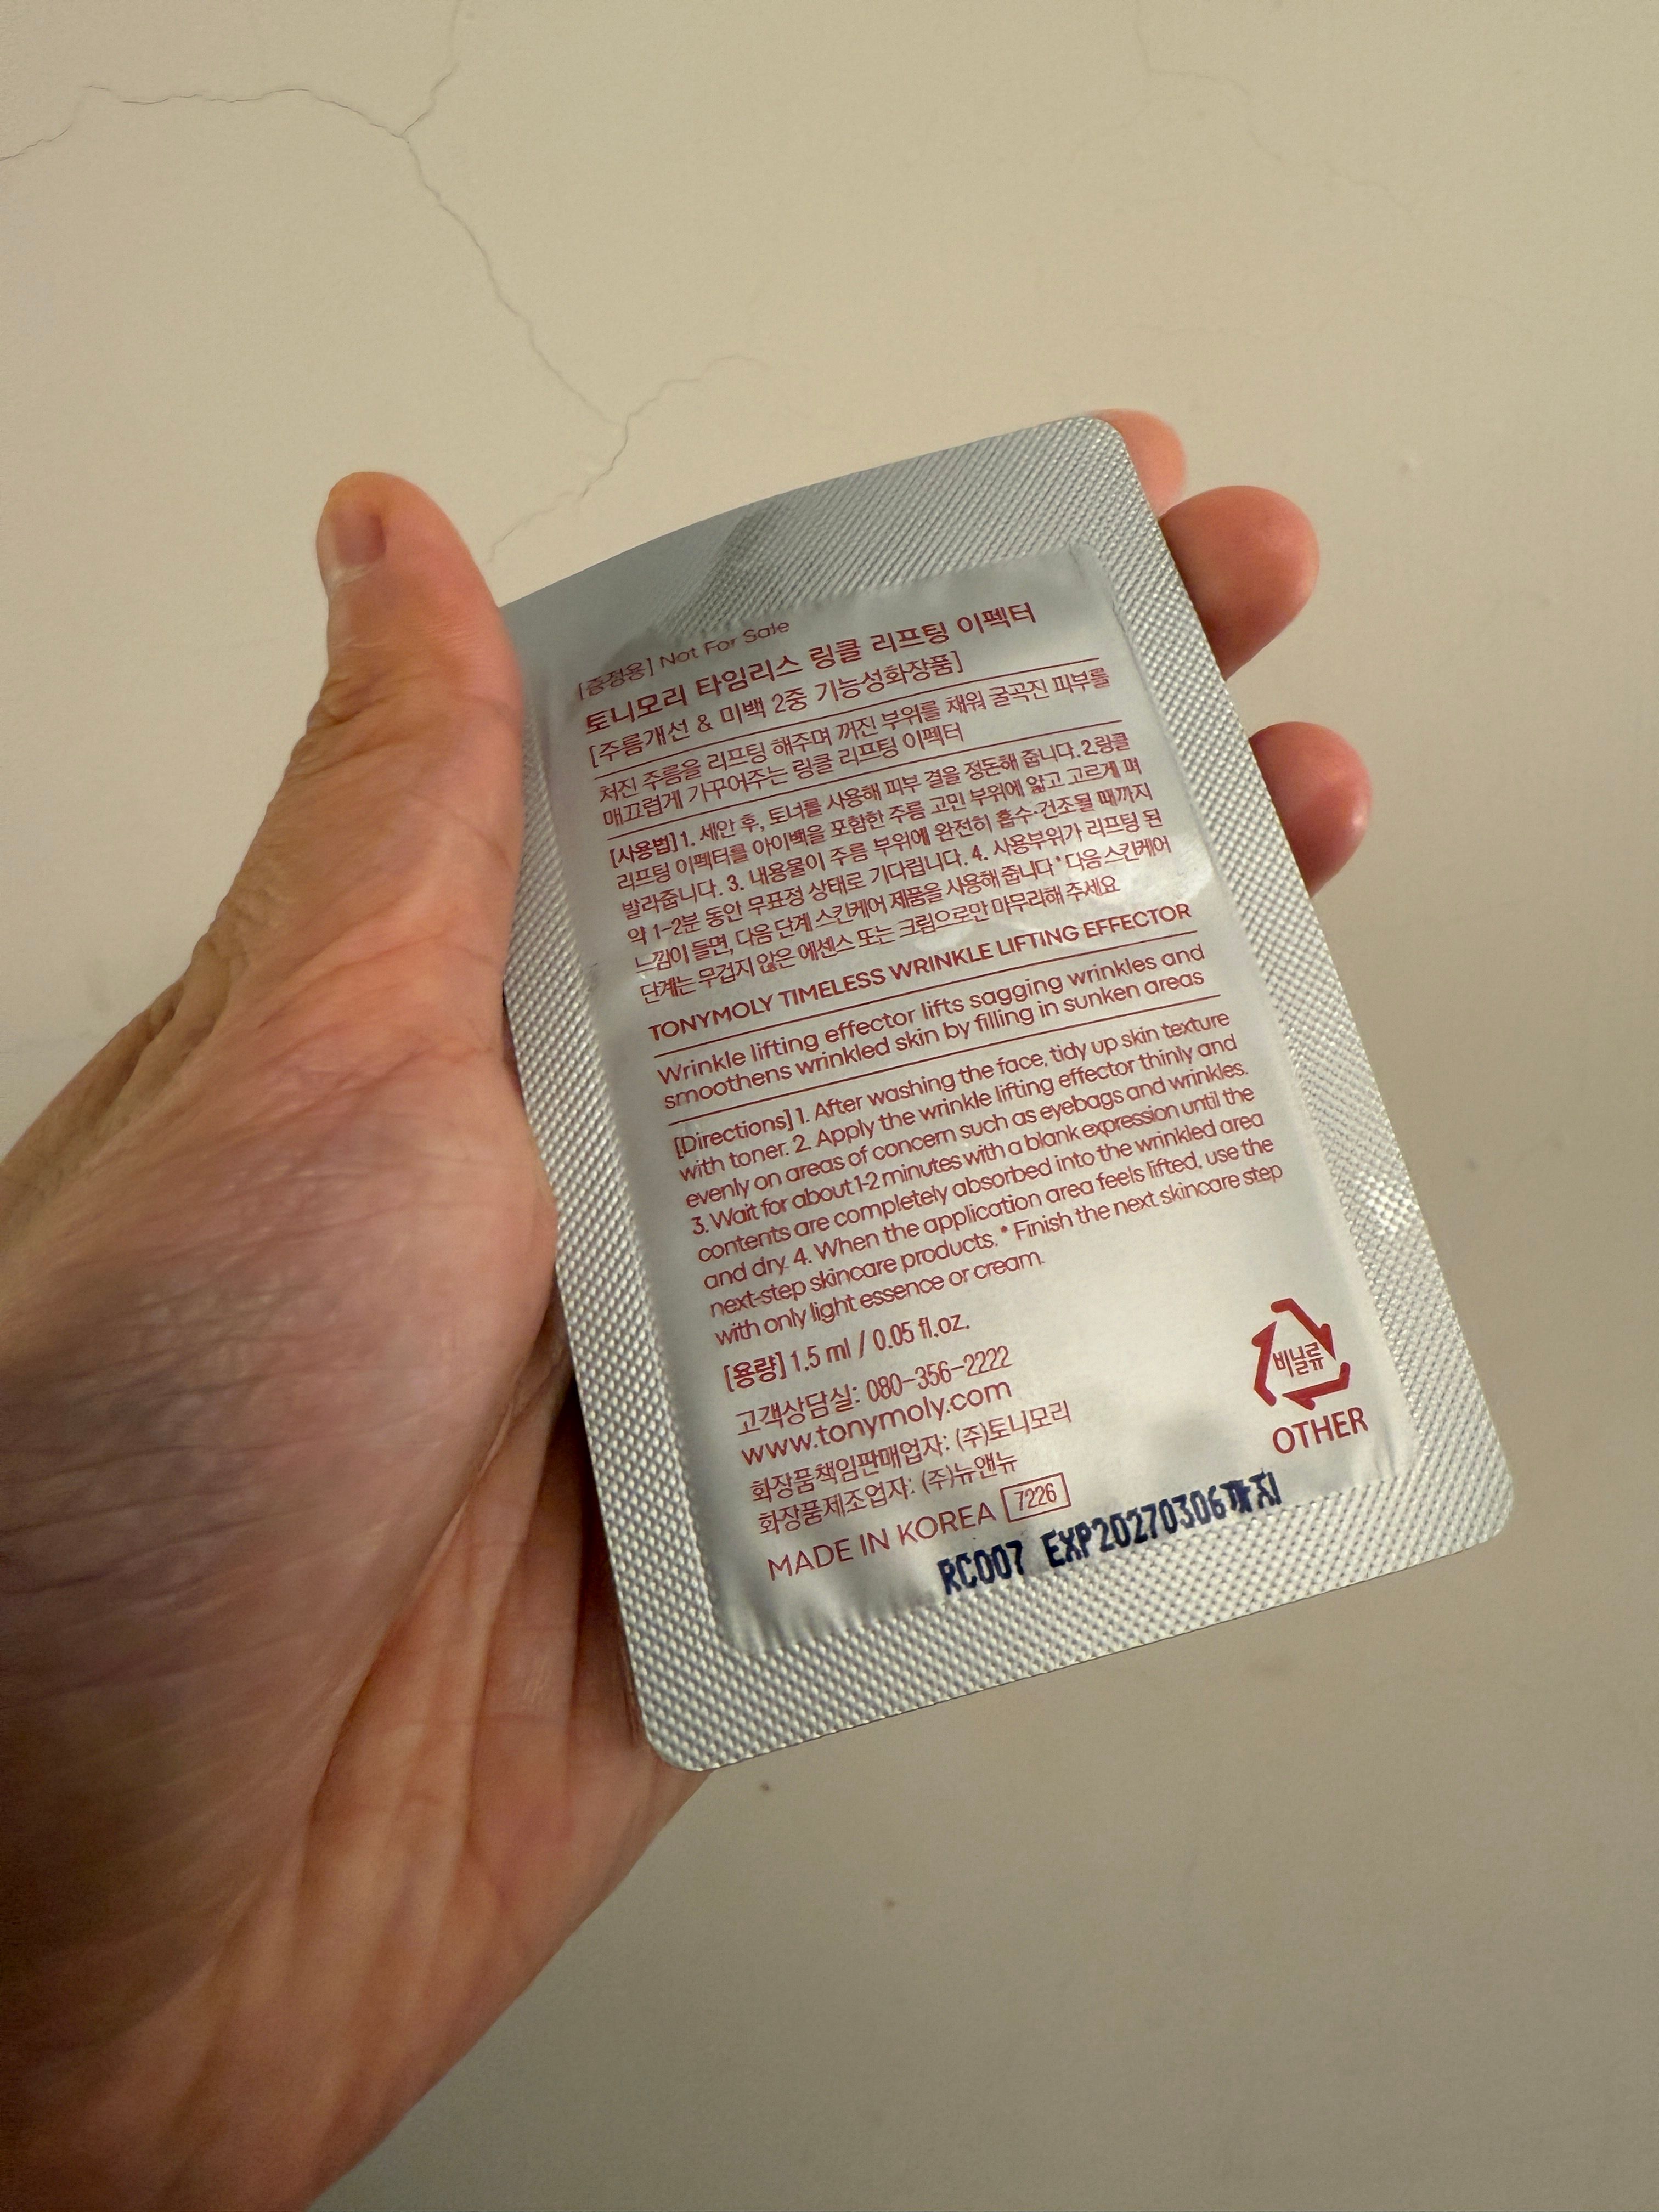 [증정용] Not For Sale
토니모리 타임리스 링클 리프팅 이펙터
[주름개선 & 미백 2중 기능성화장품]
처진 주름을 리프팅 해주며 꺼진 부위를 채워 굴곡진 피부를
매끄럽게 가꾸어주는 링클 리프팅 이펙터
[사용법] 1. 세안 후, 토너를 사용해 피부 결을 정돈해 줍니다. 2.링클
리프팅 이펙터를 아이백을 포함한 주름 고민 부위에 얇고 고르게 펴
발라줍니다. 3. 내용물이 주름 부위에 완전히 흡수·건조될 때까지
약 1-2분 동안 무표정 상태로 기다립니다. 4. 사용부위가 리프팅 된
느낌이 들면, 다음 단계 스킨케어 제품을 사용해 줍니다 * 다음 스킨케어
단계는 무겁지 않은 에센스 또는 크림으로만 마무리해 주세요
TONYMOLY TIMELESS WRINKLE LIFTING EFFECTOR
Wrinkle lifting effector lifts sagging wrinkles and
smoothens wrinkled skin by filling in sunken areas
[Directions] 1. After washing the face, tidy up skin texture
with toner. 2. Apply the wrinkle lifting effector thinly and
evenly on areas of concern such as eyebags and wrinkles.
3. Wait for about 1-2 minutes with a blank expression until the
contents are completely absorbed into the wrinkled area
and dry. 4. When the application area feels lifted, use the
next-step skincare products. * Finish the next skincare step
with only light essence or cream.
[용량] 1.5 ml / 0.05 fl.oz.
고객상담실: 080-356-2222
www.tonymoly.com
화장품책임판매업자: (주)토니모리
화장품제조업자: (주)뉴앤뉴
MADE IN KOREA 7226
비닐류
OTHER
RC007 EXP20270306까지